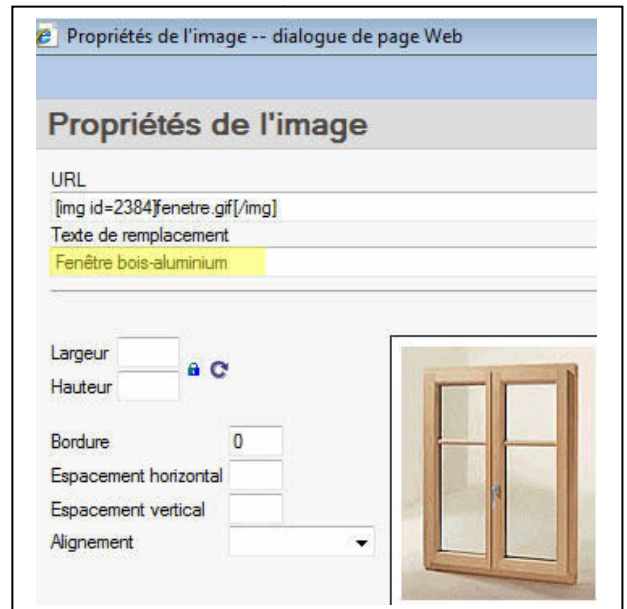 Propriétés de l'image -- dialogue de page Web
Propriétés de l'image
URL
[img id=2384]fenetre.gif[/img]
Texte de remplacement
Fenêtre bois-aluminium
Largeur
Hauteur
Bordure 0
Espacement horizontal
Espacement vertical
Alignement